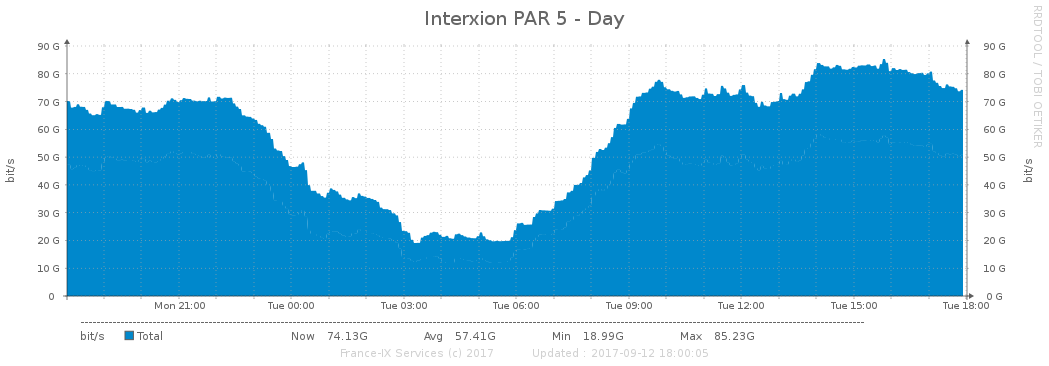 Interxion PAR 5 - Day
RRDTOOL / TOBI OETIKER
90 G 90 G
80 G 80 G
70 G 70 G
60 G 60 G
50 G 50 G
40 G 40 G
30 G 30 G
20 G 20 G
10 G 10 G
0 0 G
bit/s
bit/s
Mon 21:00 Tue 00:00 Tue 03:00 Tue 06:00 Tue 09:00 Tue 12:00 Tue 15:00 Tue 18:00
bit/s Total Now 74.13G Avg 57.41G Min 18.99G Max 85.23G
France-IX Services (c) 2017 Updated : 2017-09-12 18:00:05